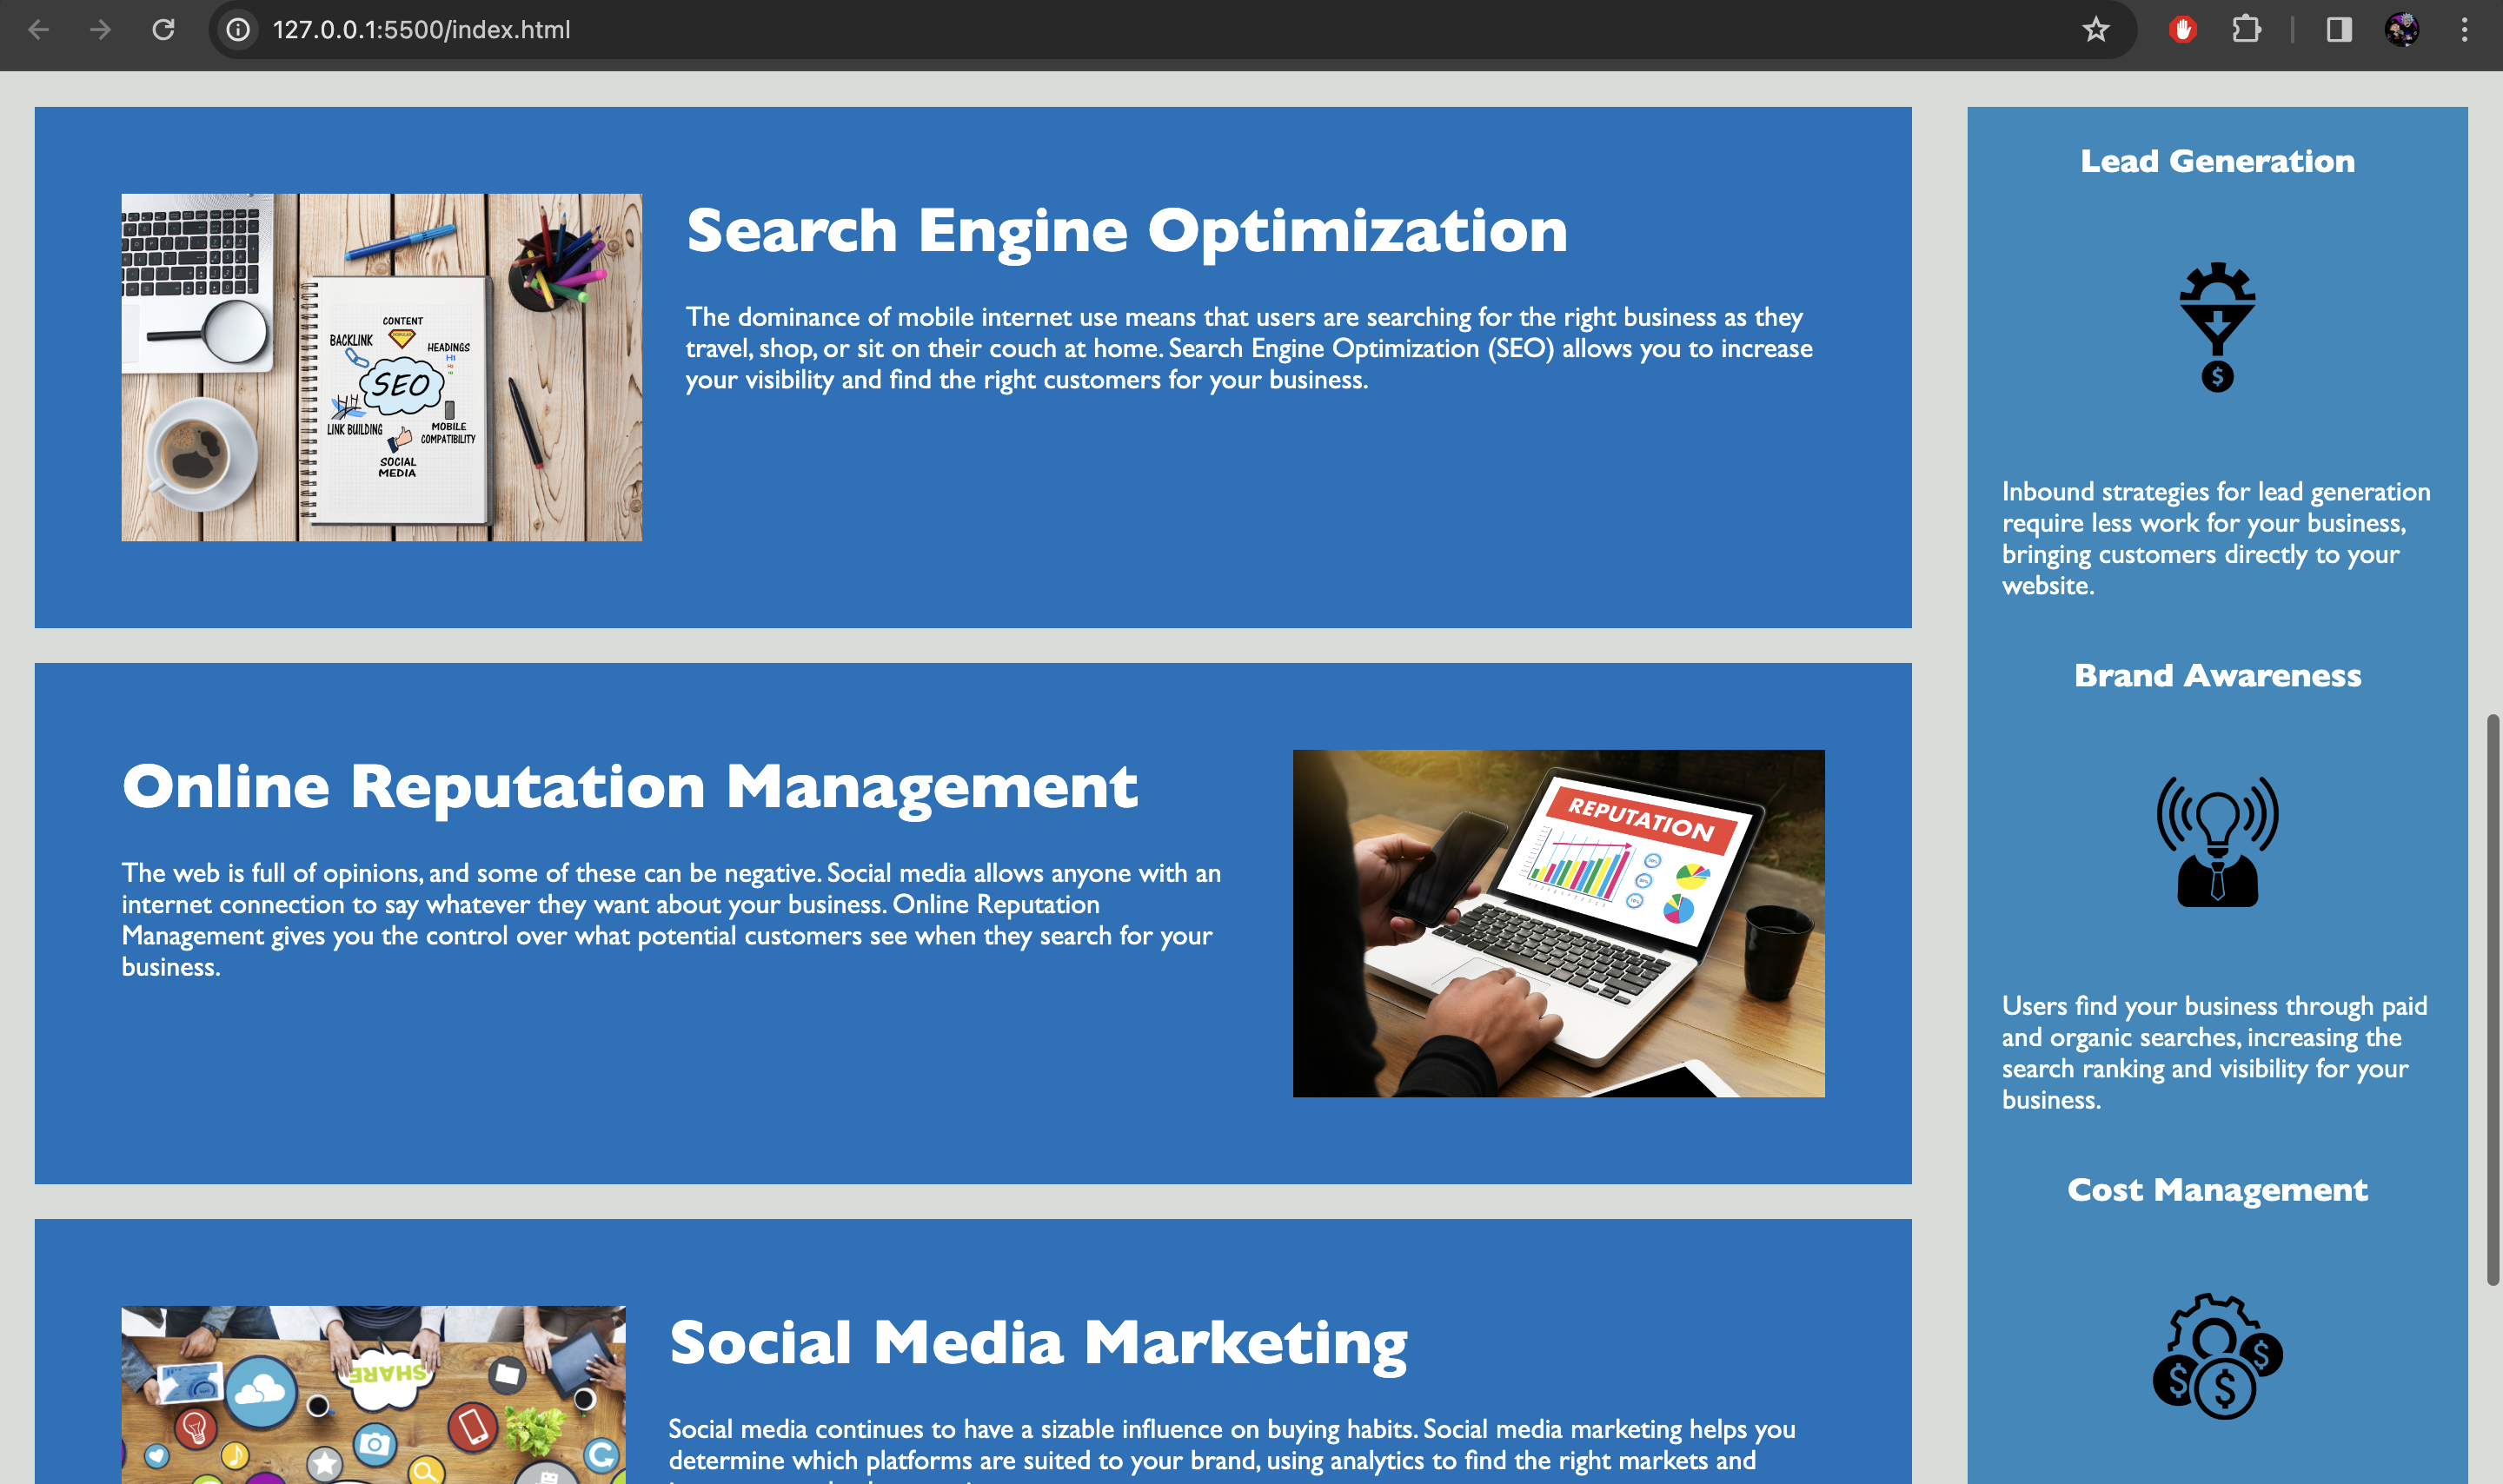 127.0.0.1:5500/index.html
Search Engine Optimization
The dominance of mobile internet use means that users are searching for the right business as they
travel, shop, or sit on their couch at home. Search Engine Optimization (SEO) allows you to increase
your visibility and find the right customers for your business.
CONTENT
BACKLINK
HEADINGS
H1
SEO
LINK BUILDING
MOBILE
COMPATIBILITY
SOCIAL
MEDIA
Online Reputation Management
The web is full of opinions, and some of these can be negative. Social media allows anyone with an
internet connection to say whatever they want about your business. Online Reputation
Management gives you the control over what potential customers see when they search for your
business.
REPUTATION
Social Media Marketing
Social media continues to have a sizable influence on buying habits. Social media marketing helps you
determine which platforms are suited to your brand, using analytics to find the right markets and
SHARE
Lead Generation
$
Inbound strategies for lead generation
require less work for your business,
bringing customers directly to your
website.
Brand Awareness
Users find your business through paid
and organic searches, increasing the
search ranking and visibility for your
business.
Cost Management
$
$
$